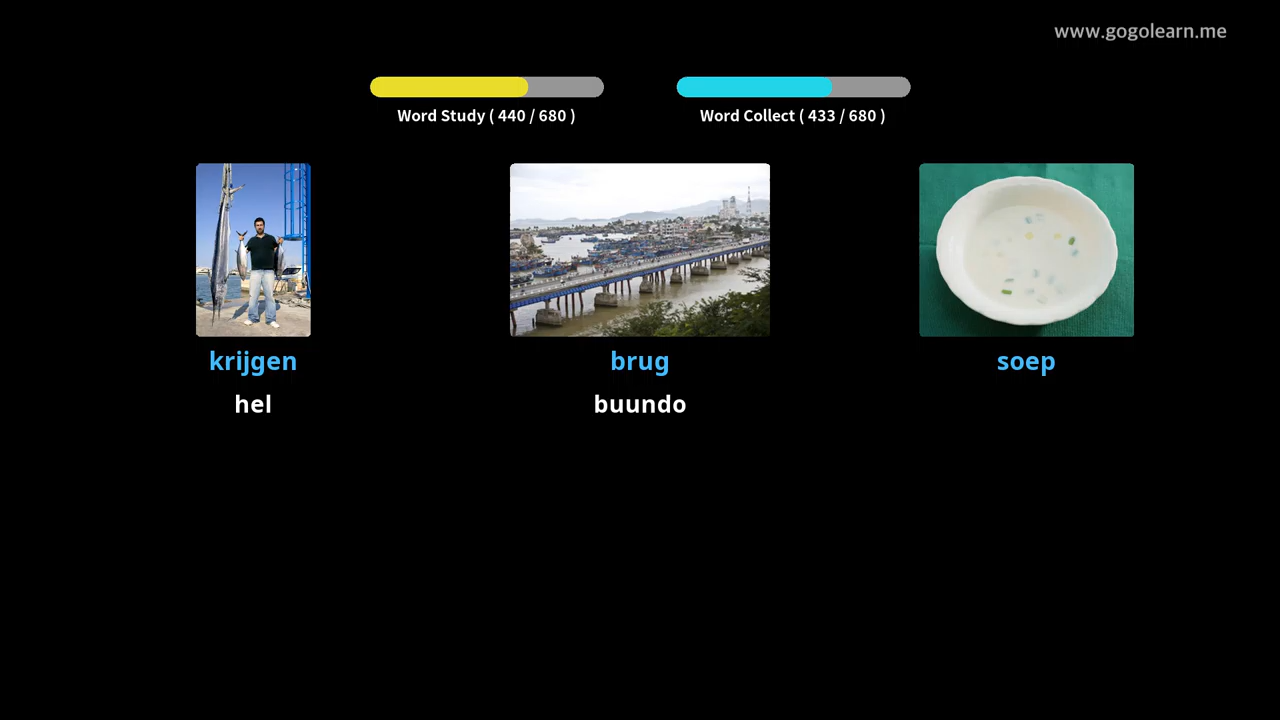 www.gogolearn.me
Word Study ( 440 / 680 )
Word Collect ( 433 / 680 )
krijgen
brug
soep
hel
buundo